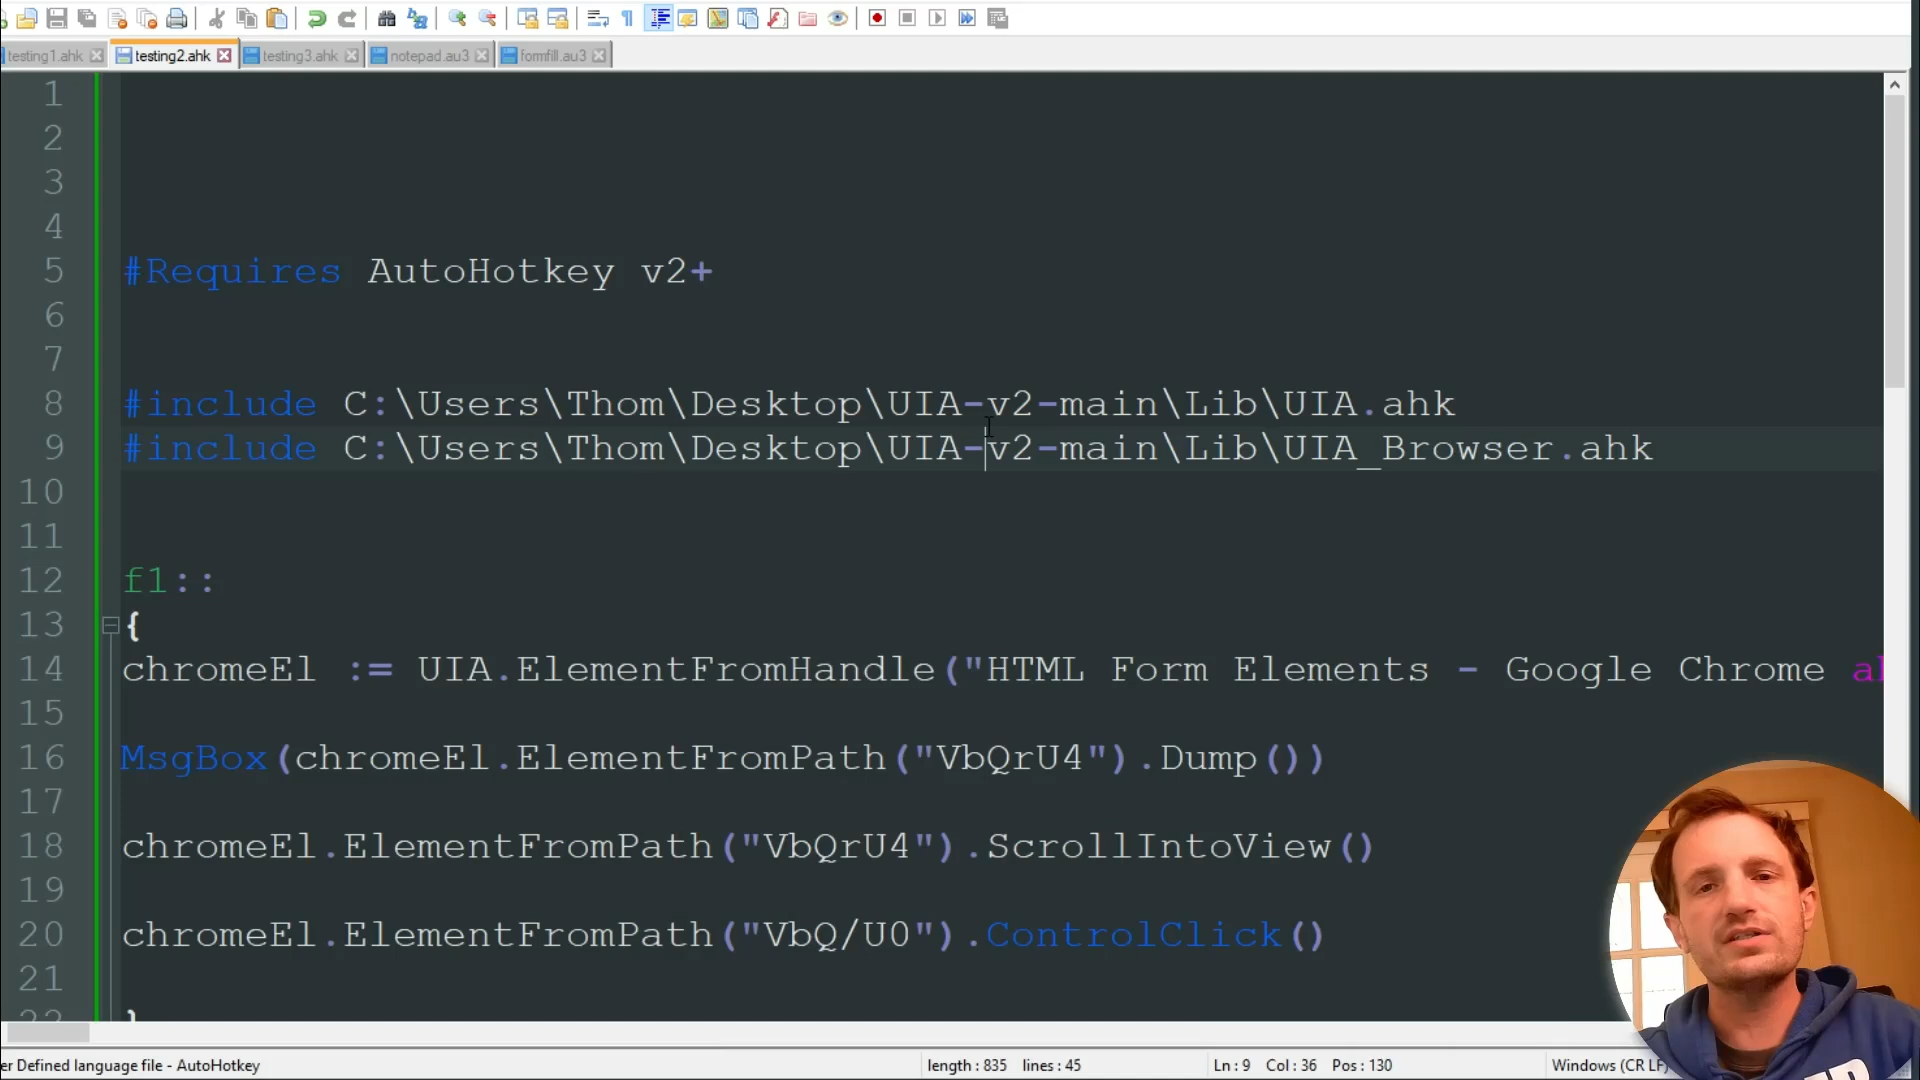 testing1.ahk testing2.ahk testing3.ahk notepad.au3 formfill.au3
1
2
3
4
5 #Requires AutoHotkey v2+
6
7
8 #include C:\Users\Thom\Desktop\UIA-v2-main\Lib\UIA.ahk
9 #include C:\Users\Thom\Desktop\UIA-v2-main\Lib\UIA_Browser.ahk
10
11
12 f1::
13 {
14 chromeEl := UIA.ElementFromHandle("HTML Form Elements - Google Chrome ah
15
16 MsgBox(chromeEl.ElementFromPath("VbQrU4").Dump())
17
18 chromeEl.ElementFromPath("VbQrU4").ScrollIntoView()
19
20 chromeEl.ElementFromPath("VbQ/U0").ControlClick()
21
22 }
er Defined language file - AutoHotkey length : 835 lines : 45 Ln : 9 Col : 36 Pos : 130 Windows (CR LF)